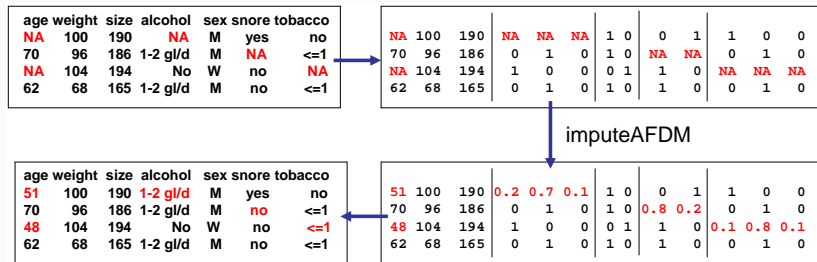 age weight size alcohol sex snore tobacco
NA 100 190 NA M yes no
70 96 186 1-2 gl/d M NA <=1
NA 104 194 No W no NA
62 68 165 1-2 gl/d M no <=1
NA 100 190 NA NA NA 1 0 0 1 1 0 0
70 96 186 0 1 0 1 0 NA NA 0 1 0
NA 104 194 1 0 0 0 1 1 0 NA NA NA
62 68 165 0 1 0 1 0 1 0 0 1 0
imputeAFDM
age weight size alcohol sex snore tobacco
51 100 190 1-2 gl/d M yes no
70 96 186 1-2 gl/d M no <=1
48 104 194 No W no <=1
62 68 165 1-2 gl/d M no <=1
51 100 190 0.2 0.7 0.1 1 0 0 1 1 0 0
70 96 186 0 1 0 1 0 0.8 0.2 0 1 0
48 104 194 1 0 0 0 1 1 0 0.1 0.8 0.1
62 68 165 0 1 0 1 0 1 0 0 1 0